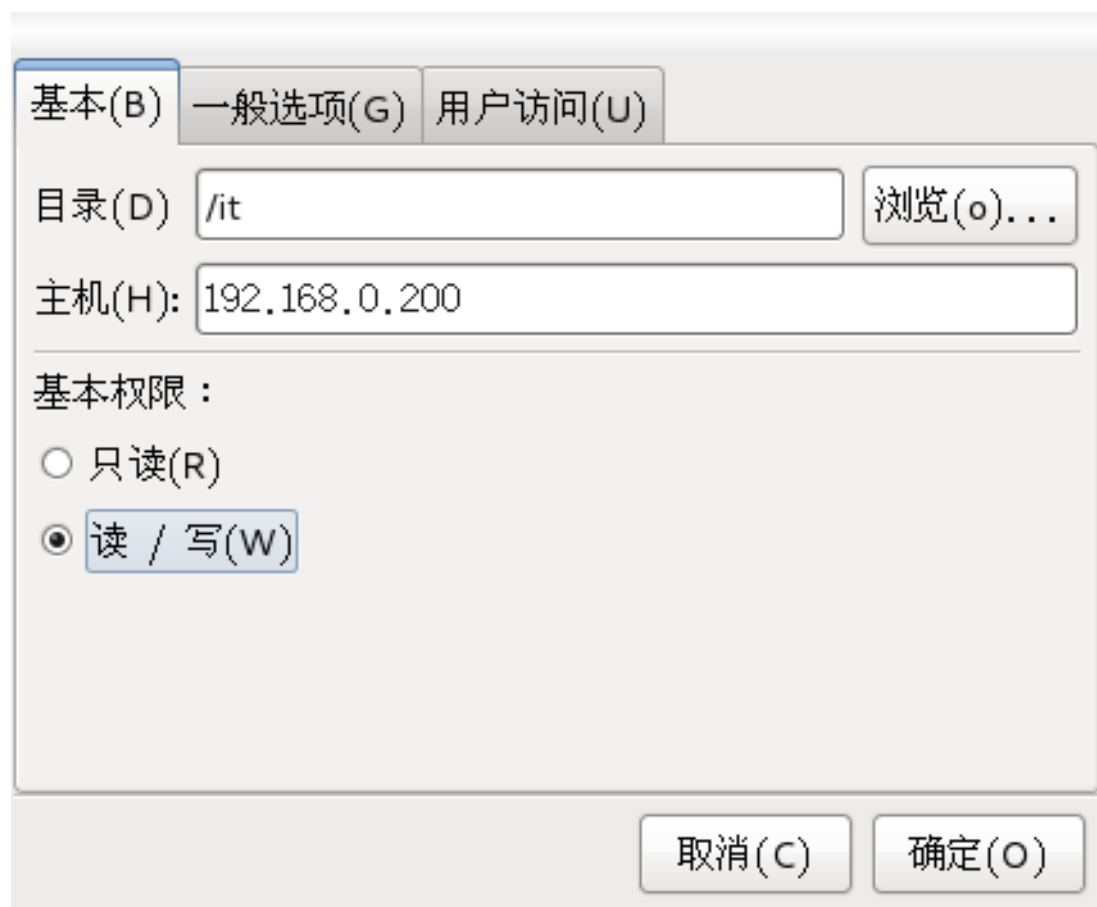 基本(B) 一般选项(G) 用户访问(U)
目录(D) /it 浏览(o)...
主机(H): 192.168.0.200
基本权限：
只读(R)
读 / 写(W)
取消(C) 确定(O)